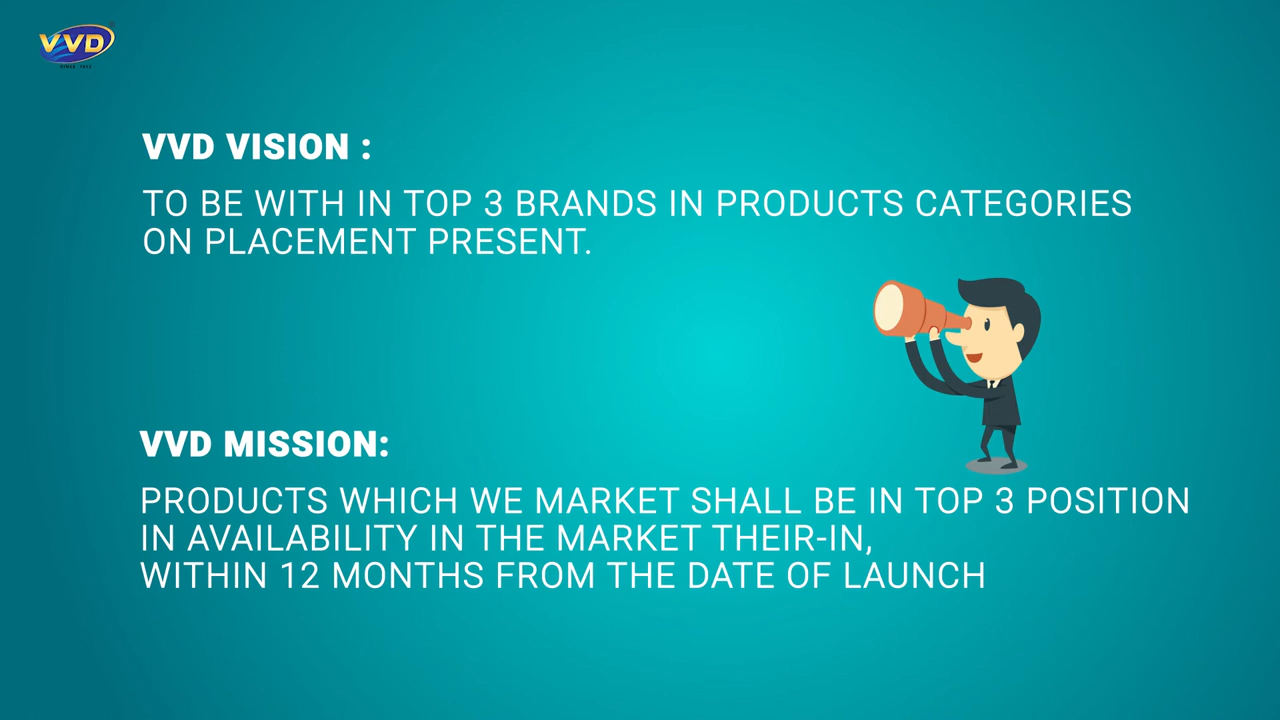 VVD
VVD VISION :
TO BE WITH IN TOP 3 BRANDS IN PRODUCTS CATEGORIES
ON PLACEMENT PRESENT.
VVD MISSION:
PRODUCTS WHICH WE MARKET SHALL BE IN TOP 3 POSITION
IN AVAILABILITY IN THE MARKET THEIR-IN,
WITHIN 12 MONTHS FROM THE DATE OF LAUNCH